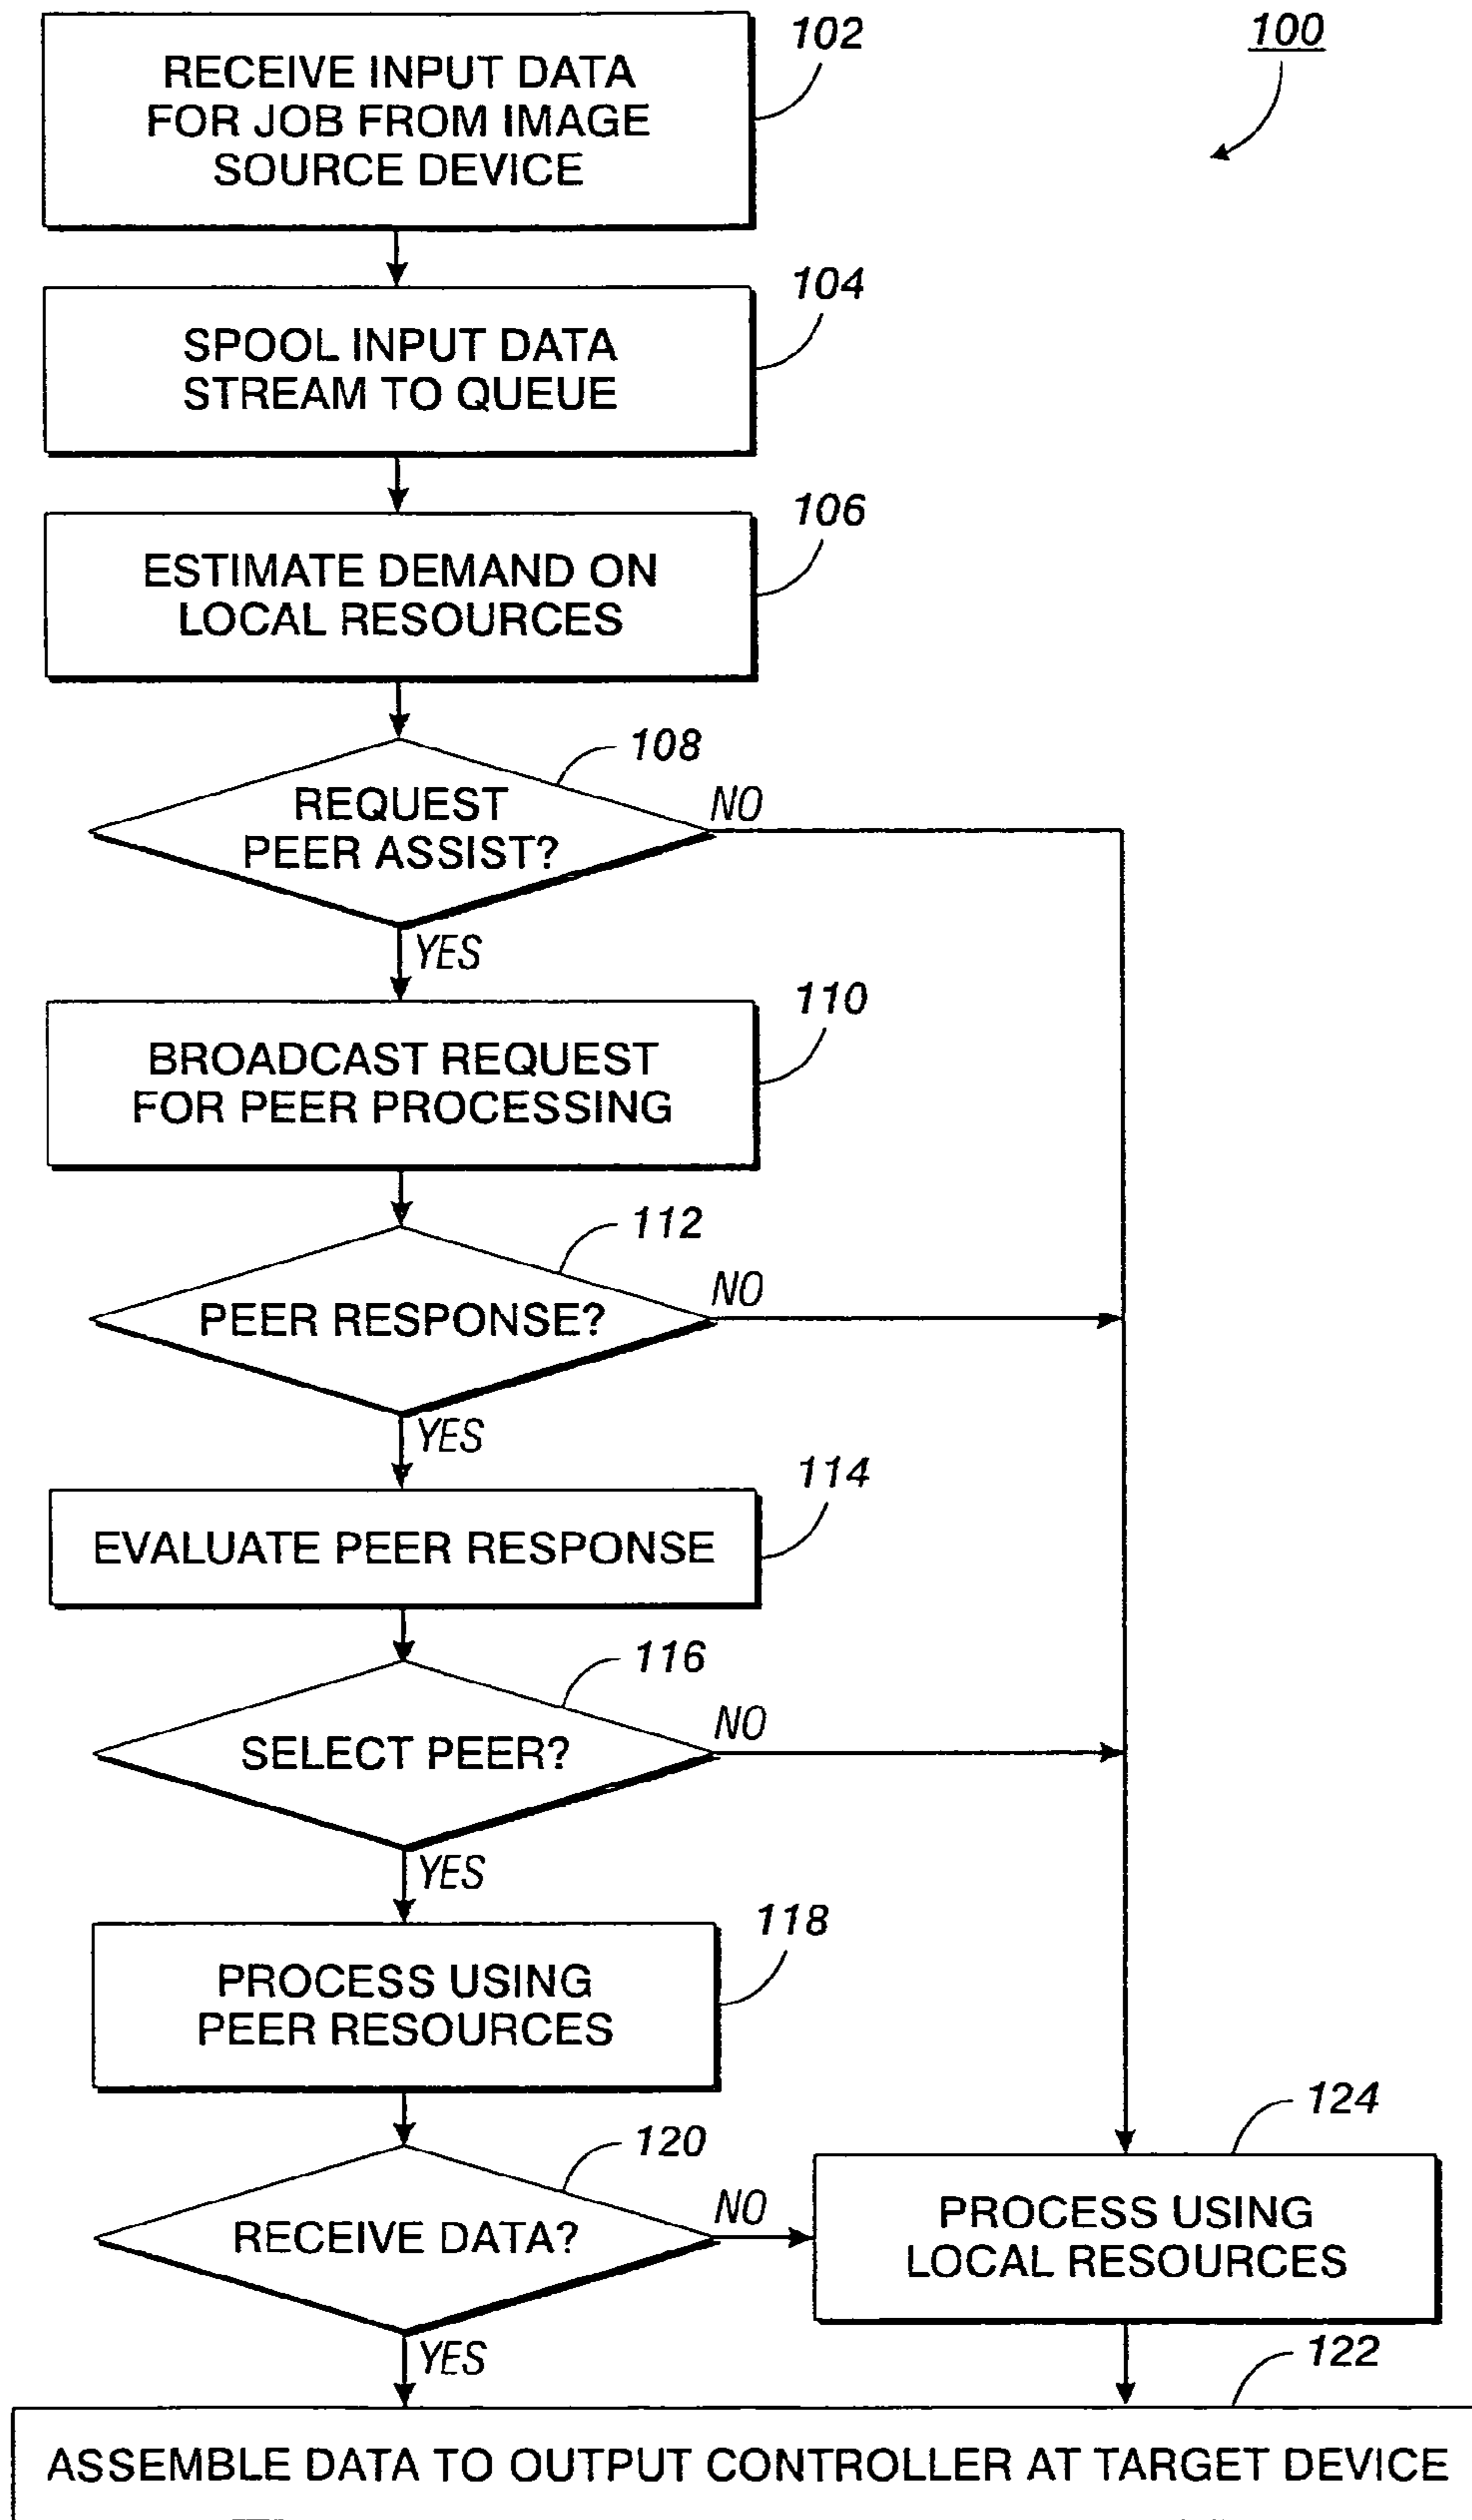 100
102
RECEIVE INPUT DATA
FOR JOB FROM IMAGE
SOURCE DEVICE
104
SPOOL INPUT DATA
STREAM TO QUEUE
106
ESTIMATE DEMAND ON
LOCAL RESOURCES
108
REQUEST
PEER ASSIST?
NO
YES
110
BROADCAST REQUEST
FOR PEER PROCESSING
112
PEER RESPONSE?
NO
YES
114
EVALUATE PEER RESPONSE
116
SELECT PEER?
NO
YES
118
PROCESS USING
PEER RESOURCES
120
RECEIVE DATA?
NO
YES
124
PROCESS USING
LOCAL RESOURCES
122
ASSEMBLE DATA TO OUTPUT CONTROLLER AT TARGET DEVICE